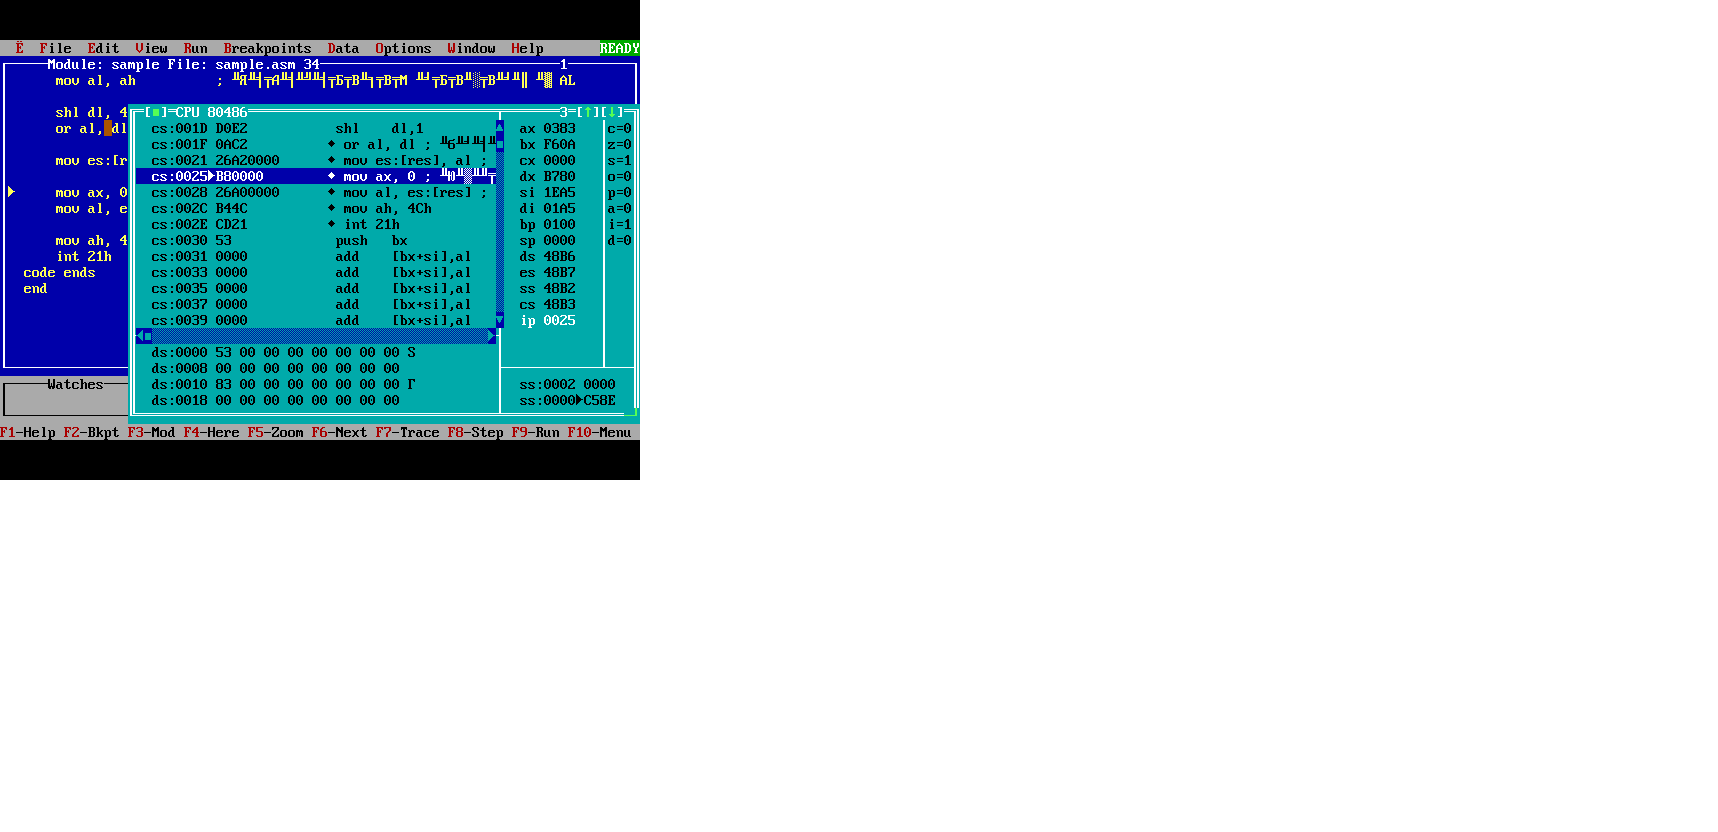 Ë File Edit View Run Breakpoints Data Options Window Help READY
Module: sample File: sample.asm 34 1
mov al, ah ; AL
shl dl, 4
or al, dl
mov es:[r
mov ax, 0
mov al, e
mov ah, 4
int 21h
code ends
end
[■]=CPU 80486 3=[↑][↓]
cs:001D D0E2 shl dl,1
cs:001F 0AC2 ♦ or al, dl ;
cs:0021 26A20000 ♦ mov es:[res], al ;
cs:0025►B80000 ♦ mov ax, 0 ;
cs:0028 26A00000 ♦ mov al, es:[res] ;
cs:002C B44C ♦ mov ah, 4Ch
cs:002E CD21 ♦ int 21h
cs:0030 53 push bx
cs:0031 0000 add [bx+si],al
cs:0033 0000 add [bx+si],al
cs:0035 0000 add [bx+si],al
cs:0037 0000 add [bx+si],al
cs:0039 0000 add [bx+si],al
ax 0383 c=0
bx F60A z=0
cx 0000 s=1
dx B780 o=0
si 1EA5 p=0
di 01A5 a=0
bp 0100 i=1
sp 0000 d=0
ds 48B6
es 48B7
ss 48B2
cs 48B3
ip 0025
ds:0000 53 00 00 00 00 00 00 00 S
ds:0008 00 00 00 00 00 00 00 00
ds:0010 83 00 00 00 00 00 00 00 Г
ds:0018 00 00 00 00 00 00 00 00
ss:0002 0000
ss:0000►C58E
Watches
F1-Help F2-Bkpt F3-Mod F4-Here F5-Zoom F6-Next F7-Trace F8-Step F9-Run F10-Menu